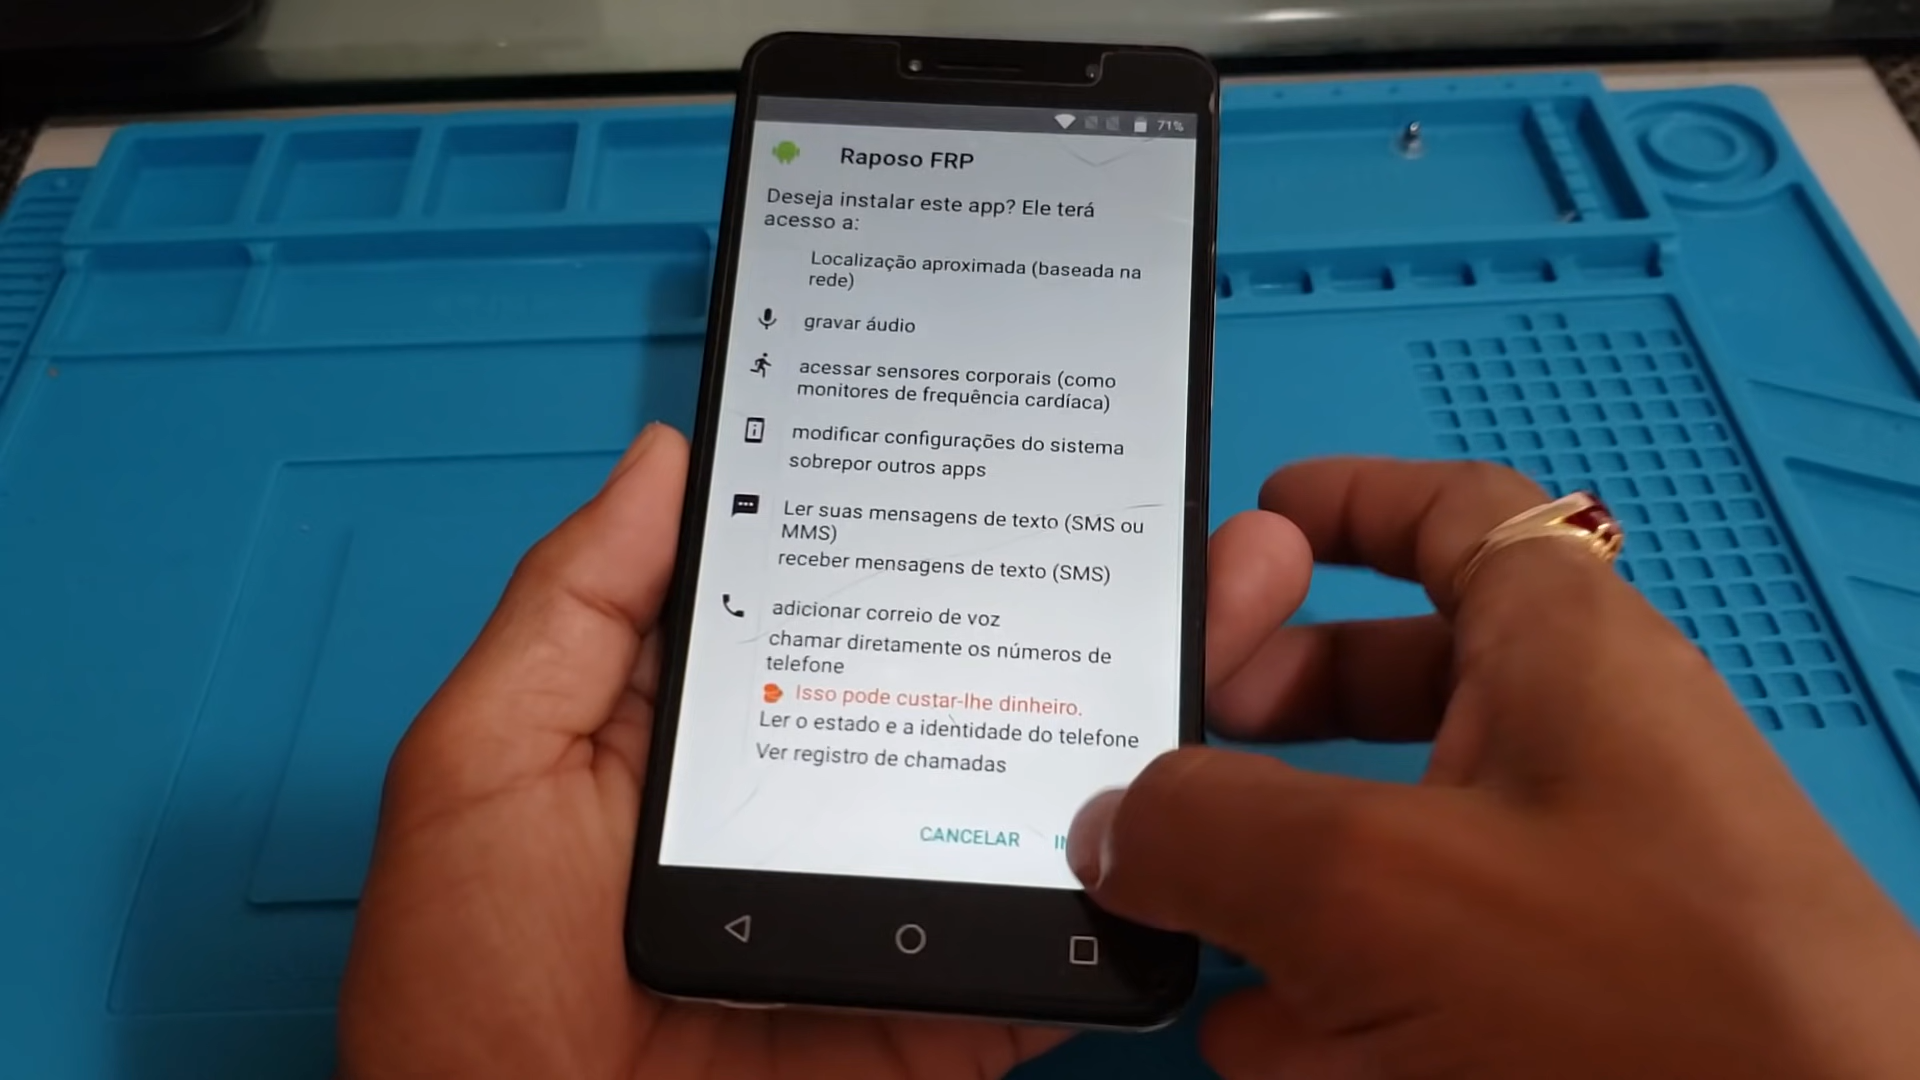 71%
Raposo FRP
Deseja instalar este app? Ele terá
acesso a:
Localização aproximada (baseada na
rede)
gravar áudio
acessar sensores corporais (como
monitores de frequência cardíaca)
modificar configurações do sistema
sobrepor outros apps
Ler suas mensagens de texto (SMS ou
MMS)
receber mensagens de texto (SMS)
adicionar correio de voz
chamar diretamente os números de
telefone
Isso pode custar-lhe dinheiro.
Ler o estado e a identidade do telefone
Ver registro de chamadas
CANCELAR